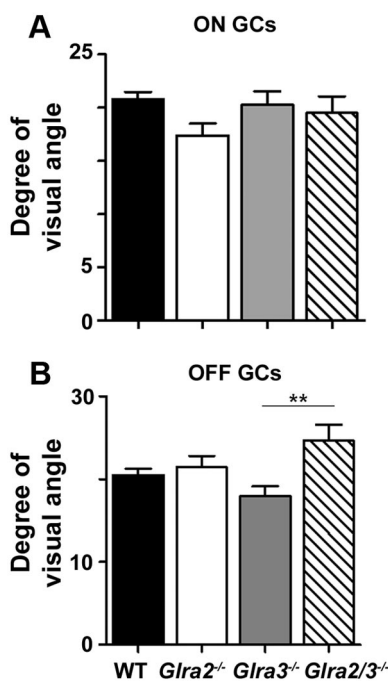 A
ON GCs
25
5
0
Degree of
visual angle
B
OFF GCs
30
10
0
Degree of
visual angle
**
WT Glra2-/- Glra3-/- Glra2/3-/-